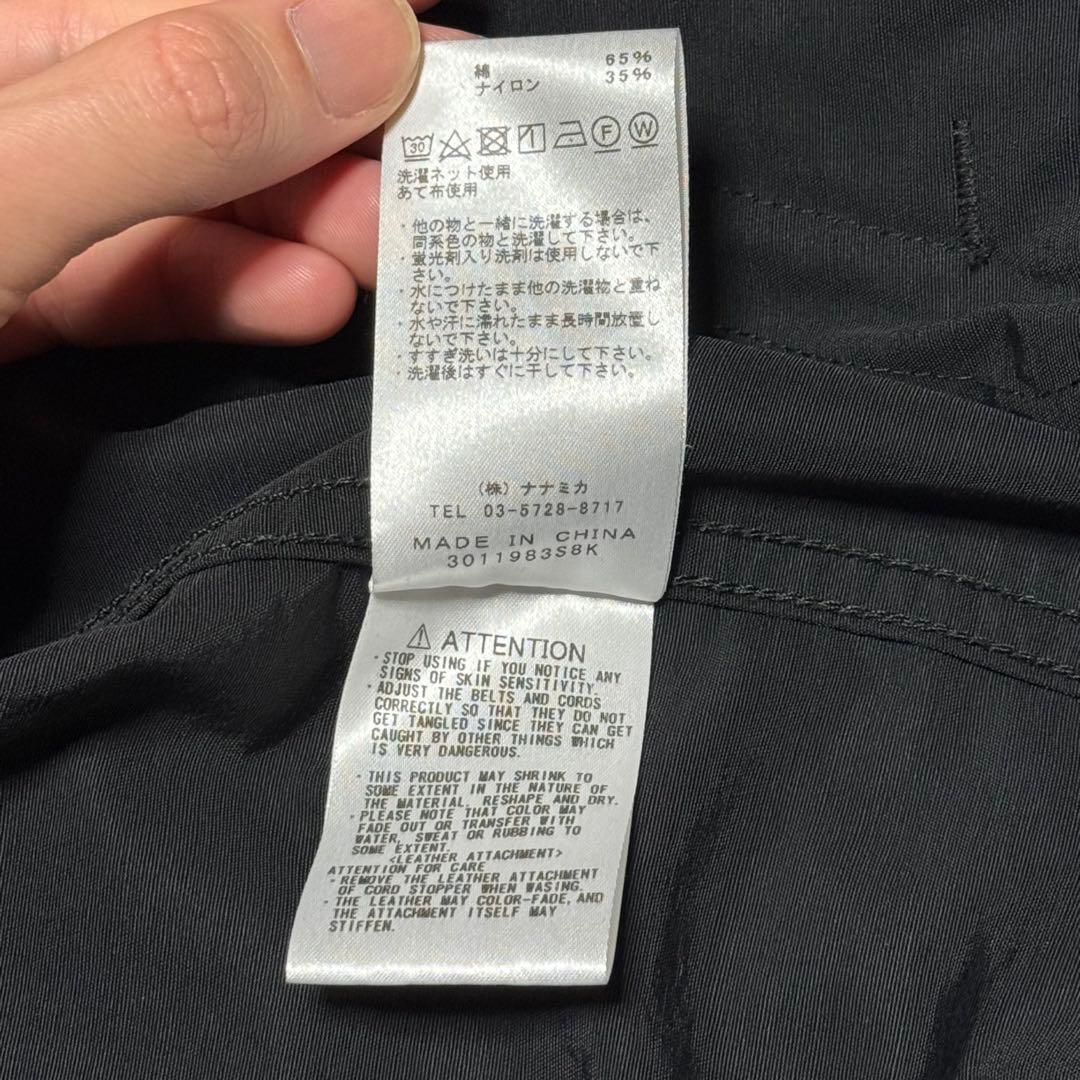 綿 65%
ナイロン 35%
30 1 F W
洗濯ネット使用
あて布使用
・他の物と一緒に洗濯する場合は、
同系色の物と洗濯して下さい。
・蛍光剤入り洗剤は使用しないで下
さい。
・水につけたまま他の洗濯物と重ね
ないで下さい。
・水や汗に濡れたまま長時間放置し
ないで下さい。
・すすぎ洗いは十分にして下さい。
・洗濯後はすぐに干して下さい。
(株)ナナミカ
TEL 03-5728-8717
MADE IN CHINA
3011983S8K
⚠ ATTENTION
・STOP USING IF YOU NOTICE ANY
SIGNS OF SKIN SENSITIVITY.
・ADJUST THE BELTS AND CORDS
CORRECTLY SO THAT THEY DO NOT
GET TANGLED SINCE THEY CAN GET
CAUGHT BY OTHER THINGS WHICH
IS VERY DANGEROUS.
・THIS PRODUCT MAY SHRINK TO
SOME EXTENT IN THE NATURE OF
THE MATERIAL. RESHAPE AND DRY.
・PLEASE NOTE THAT COLOR MAY
FADE OUT OR TRANSFER WITH
WATER, SWEAT OR RUBBING TO
SOME EXTENT.
<LEATHER ATTACHMENT>
ATTENTION FOR CARE
・REMOVE THE LEATHER ATTACHMENT
OF CORD STOPPER WHEN WASING.
・THE LEATHER MAY COLOR-FADE, AND
THE ATTACHMENT ITSELF MAY
STIFFEN.